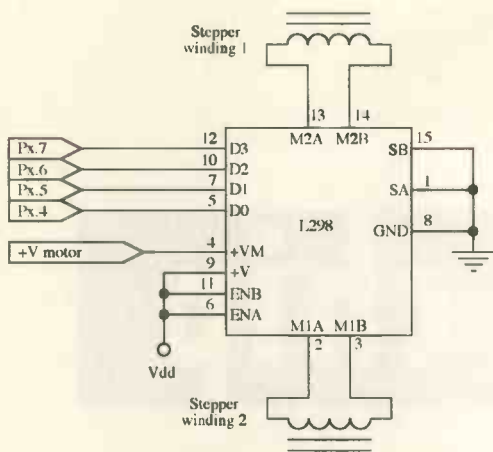 Stepper
winding 1
13
14
M2A
M2B
15
SB
Px.7
12
D3
Px.6
10
D2
Px.5
7
D1
1
SA
Px.4
5
D0
L298
8
GND
+V motor
4
+VM
9
+V
11
ENB
6
ENA
M1A
M1B
2
3
Vdd
Stepper
winding 2